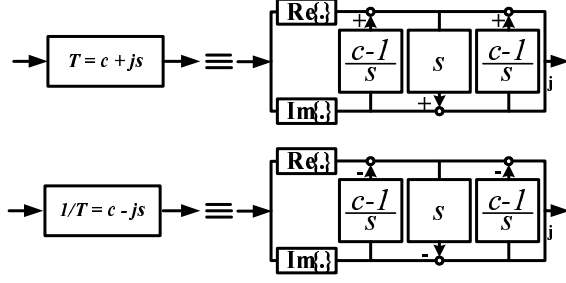 Re{.}
+ +
T = c + js
c-1
s
s
c-1
s
j
+
Im{.}
Re{.}
- -
1/T = c - js
c-1
s
s
c-1
s
j
-
Im{.}